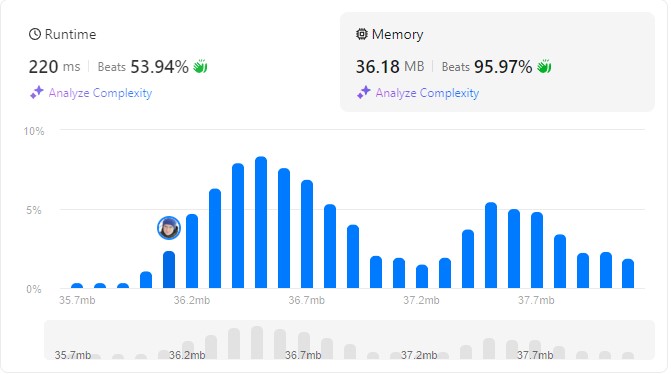 Runtime
220 ms Beats 53.94%
Analyze Complexity
Memory
36.18 MB Beats 95.97%
Analyze Complexity
10%
5%
0%
35.7mb 36.2mb 36.7mb 37.2mb 37.7mb
35.7mb 36.2mb 36.7mb 37.2mb 37.7mb